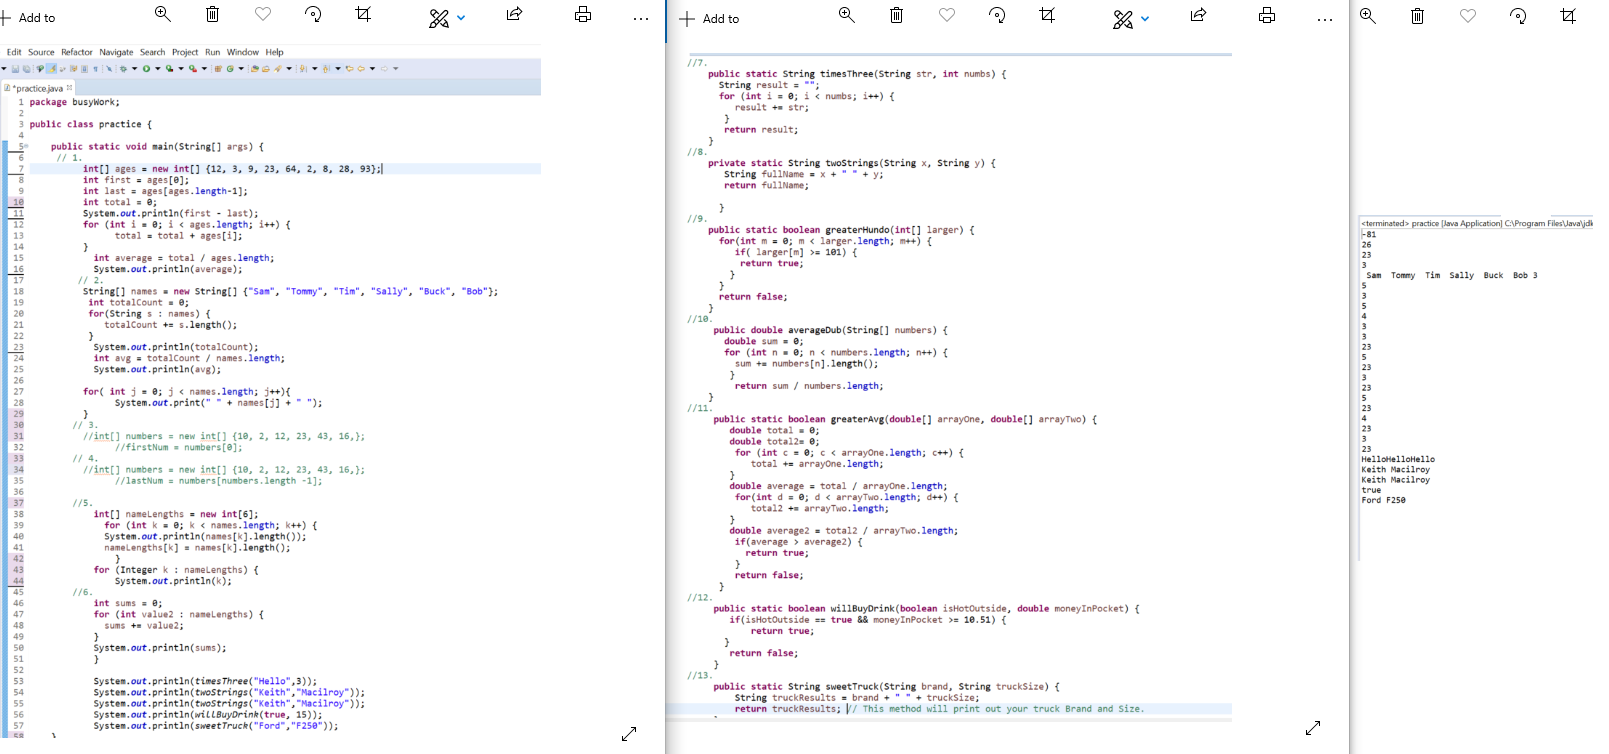 Add to
Edit Source Refactor Navigate Search Project Run Window Help
*practice.java
1 package busyWork;
2
3 public class practice {
4
5 public static void main(String[] args) {
6 // 1.
7 int[] ages = new int[] {12, 3, 9, 23, 64, 2, 8, 28, 93};
8 int first = ages[0];
9 int last = ages[ages.length-1];
10 int total = 0;
11 System.out.println(first - last);
12 for (int i = 0; i < ages.length; i++) {
13 total = total + ages[i];
14 }
15 int average = total / ages.length;
16 System.out.println(average);
17 // 2.
18 String[] names = new String[] {"Sam", "Tommy", "Tim", "Sally", "Buck", "Bob"};
19 int totalCount = 0;
20 for(String s : names) {
21 totalCount += s.length();
22 }
23 System.out.println(totalCount);
24 int avg = totalCount / names.length;
25 System.out.println(avg);
26
27 for( int j = 0; j < names.length; j++){
28 System.out.print(" " + names[j] + " ");
29 }
30 // 3.
31 //int[] numbers = new int[] {10, 2, 12, 23, 43, 16,};
32 //firstNum = numbers[0];
33 // 4.
34 //int[] numbers = new int[] {10, 2, 12, 23, 43, 16,};
35 //lastNum = numbers[numbers.length -1];
36
37 //5.
38 int[] nameLengths = new int[6];
39 for (int k = 0; k < names.length; k++) {
40 System.out.println(names[k].length());
41 nameLengths[k] = names[k].length();
42 }
43 for (Integer k : nameLengths) {
44 System.out.println(k);
45 //6.
46 int sums = 0;
47 for (int value2 : nameLengths) {
48 sums += value2;
49 }
50 System.out.println(sums);
51 }
52
53 System.out.println(timesThree("Hello",3));
54 System.out.println(twoStrings("Keith","Macilroy"));
55 System.out.println(twoStrings("Keith","Macilroy"));
56 System.out.println(willBuyDrink(true, 15));
57 System.out.println(sweetTruck("Ford","F250"));
58 }
Add to
//7.
public static String timesThree(String str, int numbs) {
String result = "";
for (int i = 0; i < numbs; i++) {
result += str;
}
return result;
}
//8.
private static String twoStrings(String x, String y) {
String fullName = x + " " + y;
return fullName;
}
//9.
public static boolean greaterHundo(int[] larger) {
for(int m = 0; m < larger.length; m++) {
if( larger[m] >= 101) {
return true;
}
}
return false;
}
//10.
public double averageDub(String[] numbers) {
double sum = 0;
for (int n = 0; n < numbers.length; n++) {
sum += numbers[n].length();
}
return sum / numbers.length;
}
//11.
public static boolean greaterAvg(double[] arrayOne, double[] arrayTwo) {
double total = 0;
double total2= 0;
for (int c = 0; c < arrayOne.length; c++) {
total += arrayOne.length;
}
double average = total / arrayOne.length;
for(int d = 0; d < arrayTwo.length; d++) {
total2 += arrayTwo.length;
}
double average2 = total2 / arrayTwo.length;
if(average > average2) {
return true;
}
return false;
}
//12.
public static boolean willBuyDrink(boolean isHotOutside, double moneyInPocket) {
if(isHotOutside == true && moneyInPocket >= 10.51) {
return true;
}
return false;
}
//13.
public static String sweetTruck(String brand, String truckSize) {
String truckResults = brand + " " + truckSize;
return truckResults; // This method will print out your truck Brand and Size.
<terminated> practice [Java Application] C:\Program Files\Java\jdk
-81
26
23
3
Sam Tommy Tim Sally Buck Bob 3
5
3
5
4
3
3
23
5
23
3
23
5
23
4
23
3
23
HelloHelloHello
Keith Macilroy
Keith Macilroy
true
Ford F250